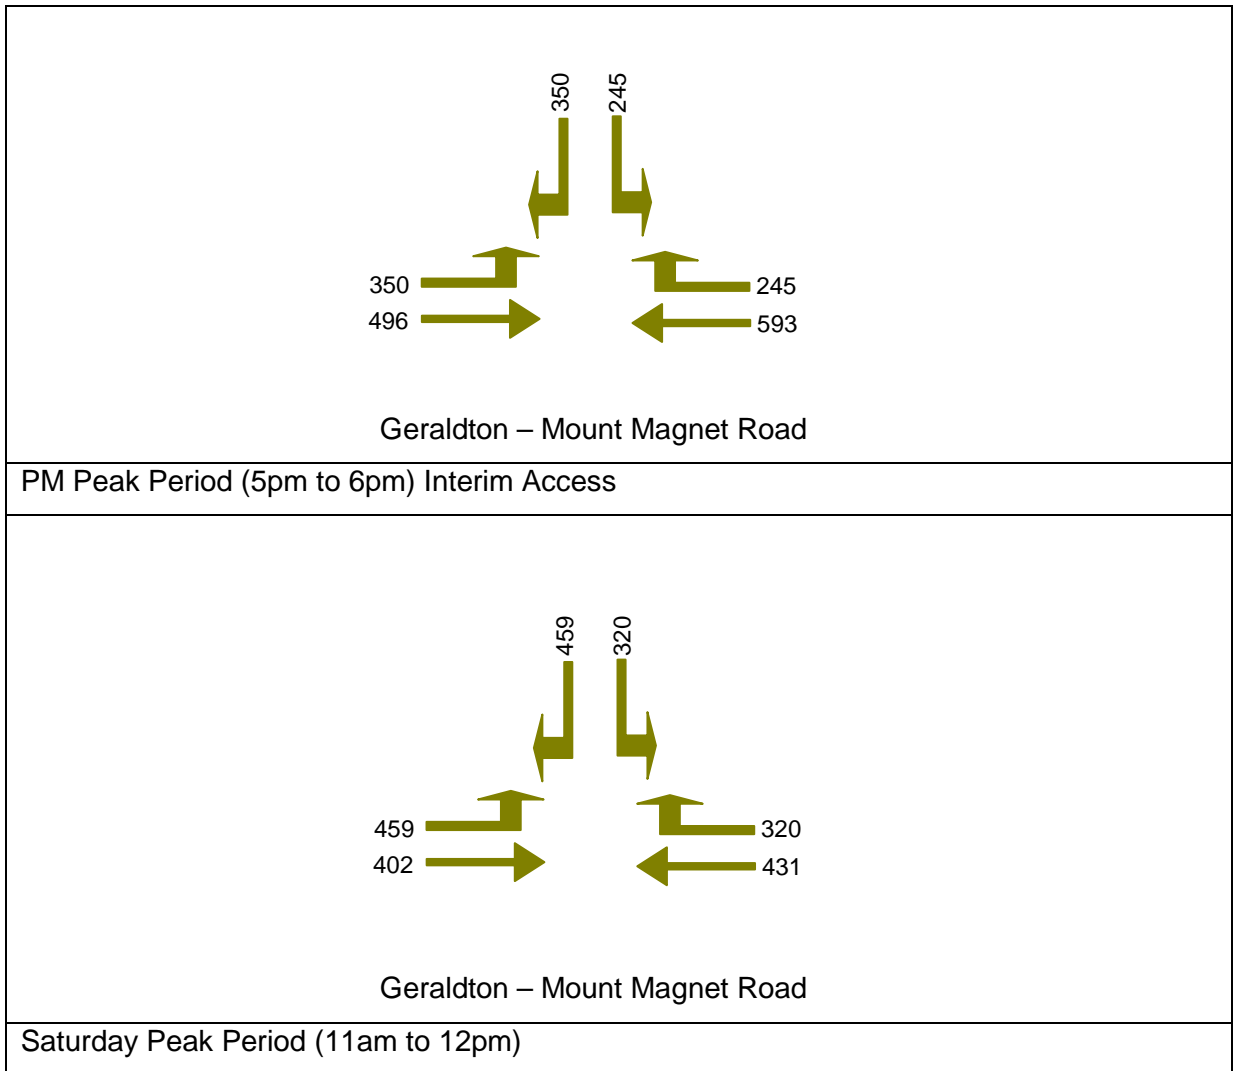 350 245
350 245
496 593
Geraldton – Mount Magnet Road
PM Peak Period (5pm to 6pm) Interim Access
459 320
459 320
402 431
Geraldton – Mount Magnet Road
Saturday Peak Period (11am to 12pm)